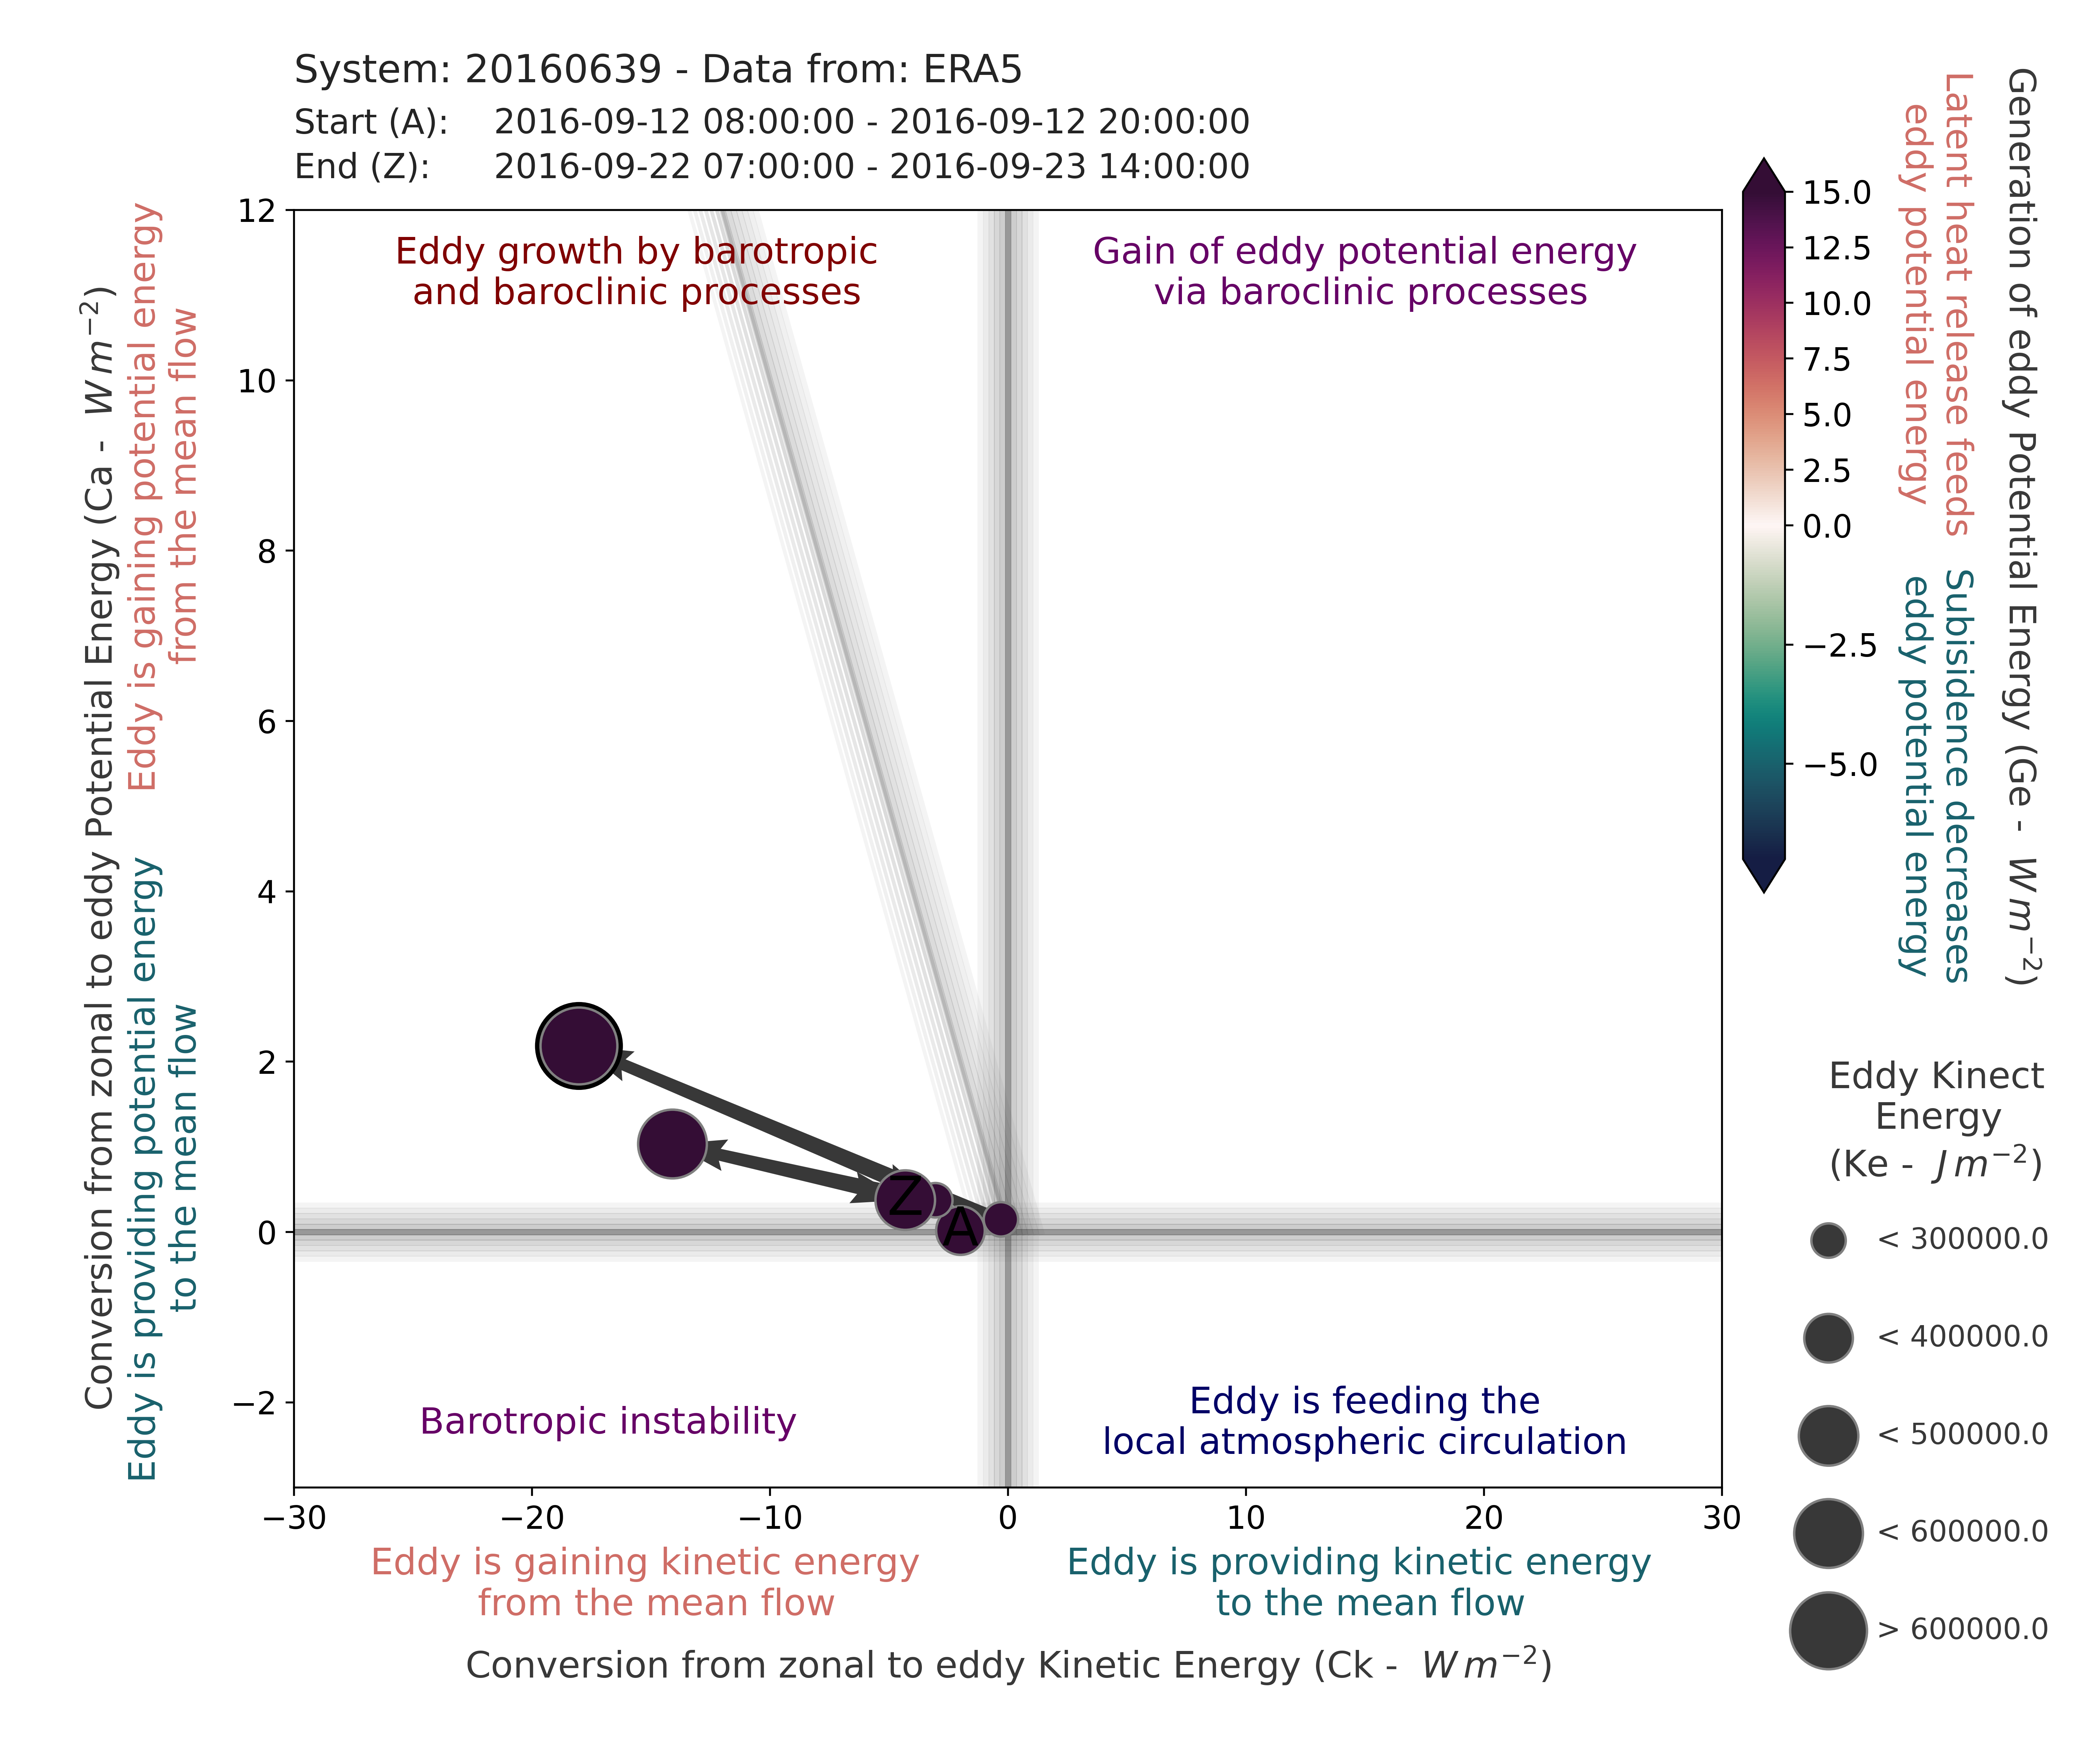 System: 20160639 - Data from: ERA5
Start (A): 2016-09-12 08:00:00 - 2016-09-12 20:00:00
End (Z): 2016-09-22 07:00:00 - 2016-09-23 14:00:00
Conversion from zonal to eddy Potential Energy (Ca - W m⁻²)
Eddy is gaining potential energy
from the mean flow
Eddy is providing potential energy
to the mean flow
12
10
8
6
4
2
0
−2
Eddy growth by barotropic
and baroclinic processes
Gain of eddy potential energy
via baroclinic processes
Z
A
Barotropic instability
Eddy is feeding the
local atmospheric circulation
−30
−20
−10
0
10
20
30
Eddy is gaining kinetic energy
from the mean flow
Eddy is providing kinetic energy
to the mean flow
Conversion from zonal to eddy Kinetic Energy (Ck - W m⁻²)
15.0
12.5
10.0
7.5
5.0
2.5
0.0
−2.5
−5.0
Latent heat release feeds
eddy potential energy
Subisidence decreases
eddy potential energy
Generation of eddy Potential Energy (Ge - W m⁻²)
Eddy Kinect
Energy
(Ke - J m⁻²)
< 300000.0
< 400000.0
< 500000.0
< 600000.0
> 600000.0